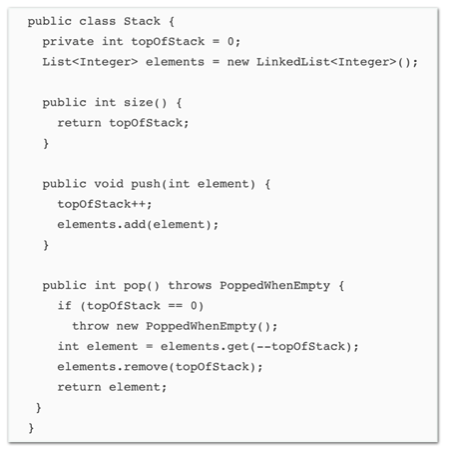 public class Stack {
  private int topOfStack = 0;
  List<Integer> elements = new LinkedList<Integer>();

  public int size() {
    return topOfStack;
  }

  public void push(int element) {
    topOfStack++;
    elements.add(element);
  }

  public int pop() throws PoppedWhenEmpty {
    if (topOfStack == 0)
      throw new PoppedWhenEmpty();
    int element = elements.get(--topOfStack);
    elements.remove(topOfStack);
    return element;
 }
}